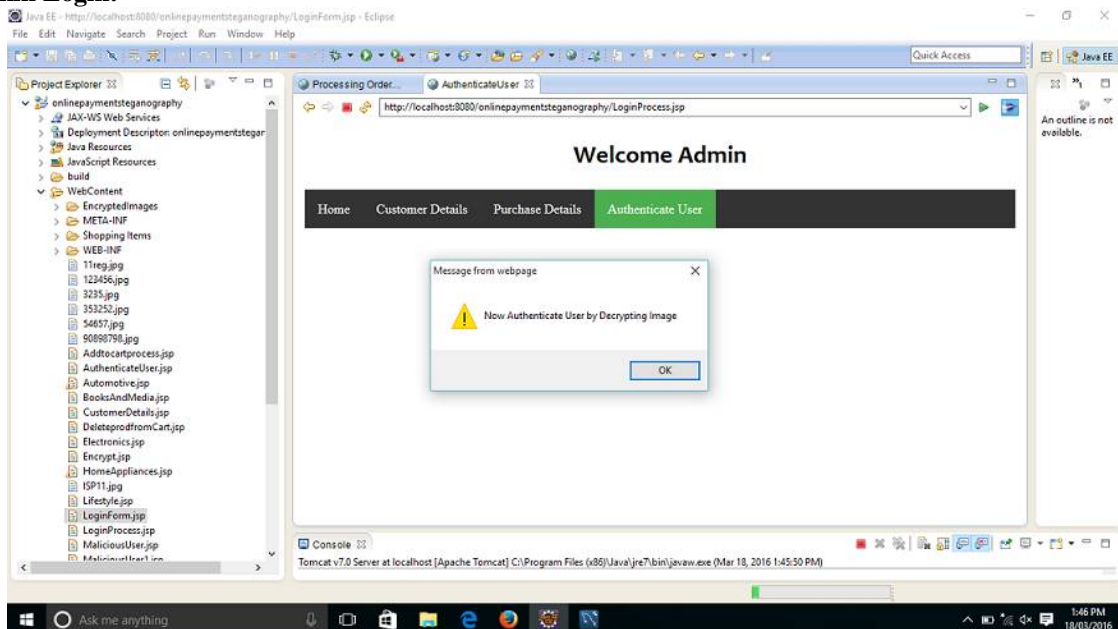 Java EE - http://localhost:8080/onlinepaymentsteganography/LoginForm.jsp - Eclipse
File Edit Navigate Search Project Run Window Help
Quick Access
Java EE
Project Explorer
onlinepaymentsteganography
JAX-WS Web Services
Deployment Descriptor: onlinepaymentstegar
Java Resources
JavaScript Resources
build
WebContent
EncryptedImages
META-INF
Shopping Items
WEB-INF
11reg.jpg
123456.jpg
3235.jpg
353252.jpg
54657.jpg
90898798.jpg
Addtocartprocess.jsp
AuthenticateUser.jsp
Automotive.jsp
BooksAndMedia.jsp
CustomerDetails.jsp
DeleteprodfromCart.jsp
Electronics.jsp
Encrypt.jsp
HomeAppliances.jsp
ISP11.jpg
Lifestyle.jsp
LoginForm.jsp
LoginProcess.jsp
MaliciousUser.jsp
Processing Order...
AuthenticateUser
http://localhost:8080/onlinepaymentsteganography/LoginProcess.jsp
Welcome Admin
Home Customer Details Purchase Details Authenticate User
Message from webpage
Now Authenticate User by Decrypting Image
OK
An outline is not
available.
Console
Tomcat v7.0 Server at localhost [Apache Tomcat] C:\Program Files (x86)\Java\jre7\bin\javaw.exe (Mar 18, 2016 1:45:50 PM)
Ask me anything
1:46 PM
18/03/2016